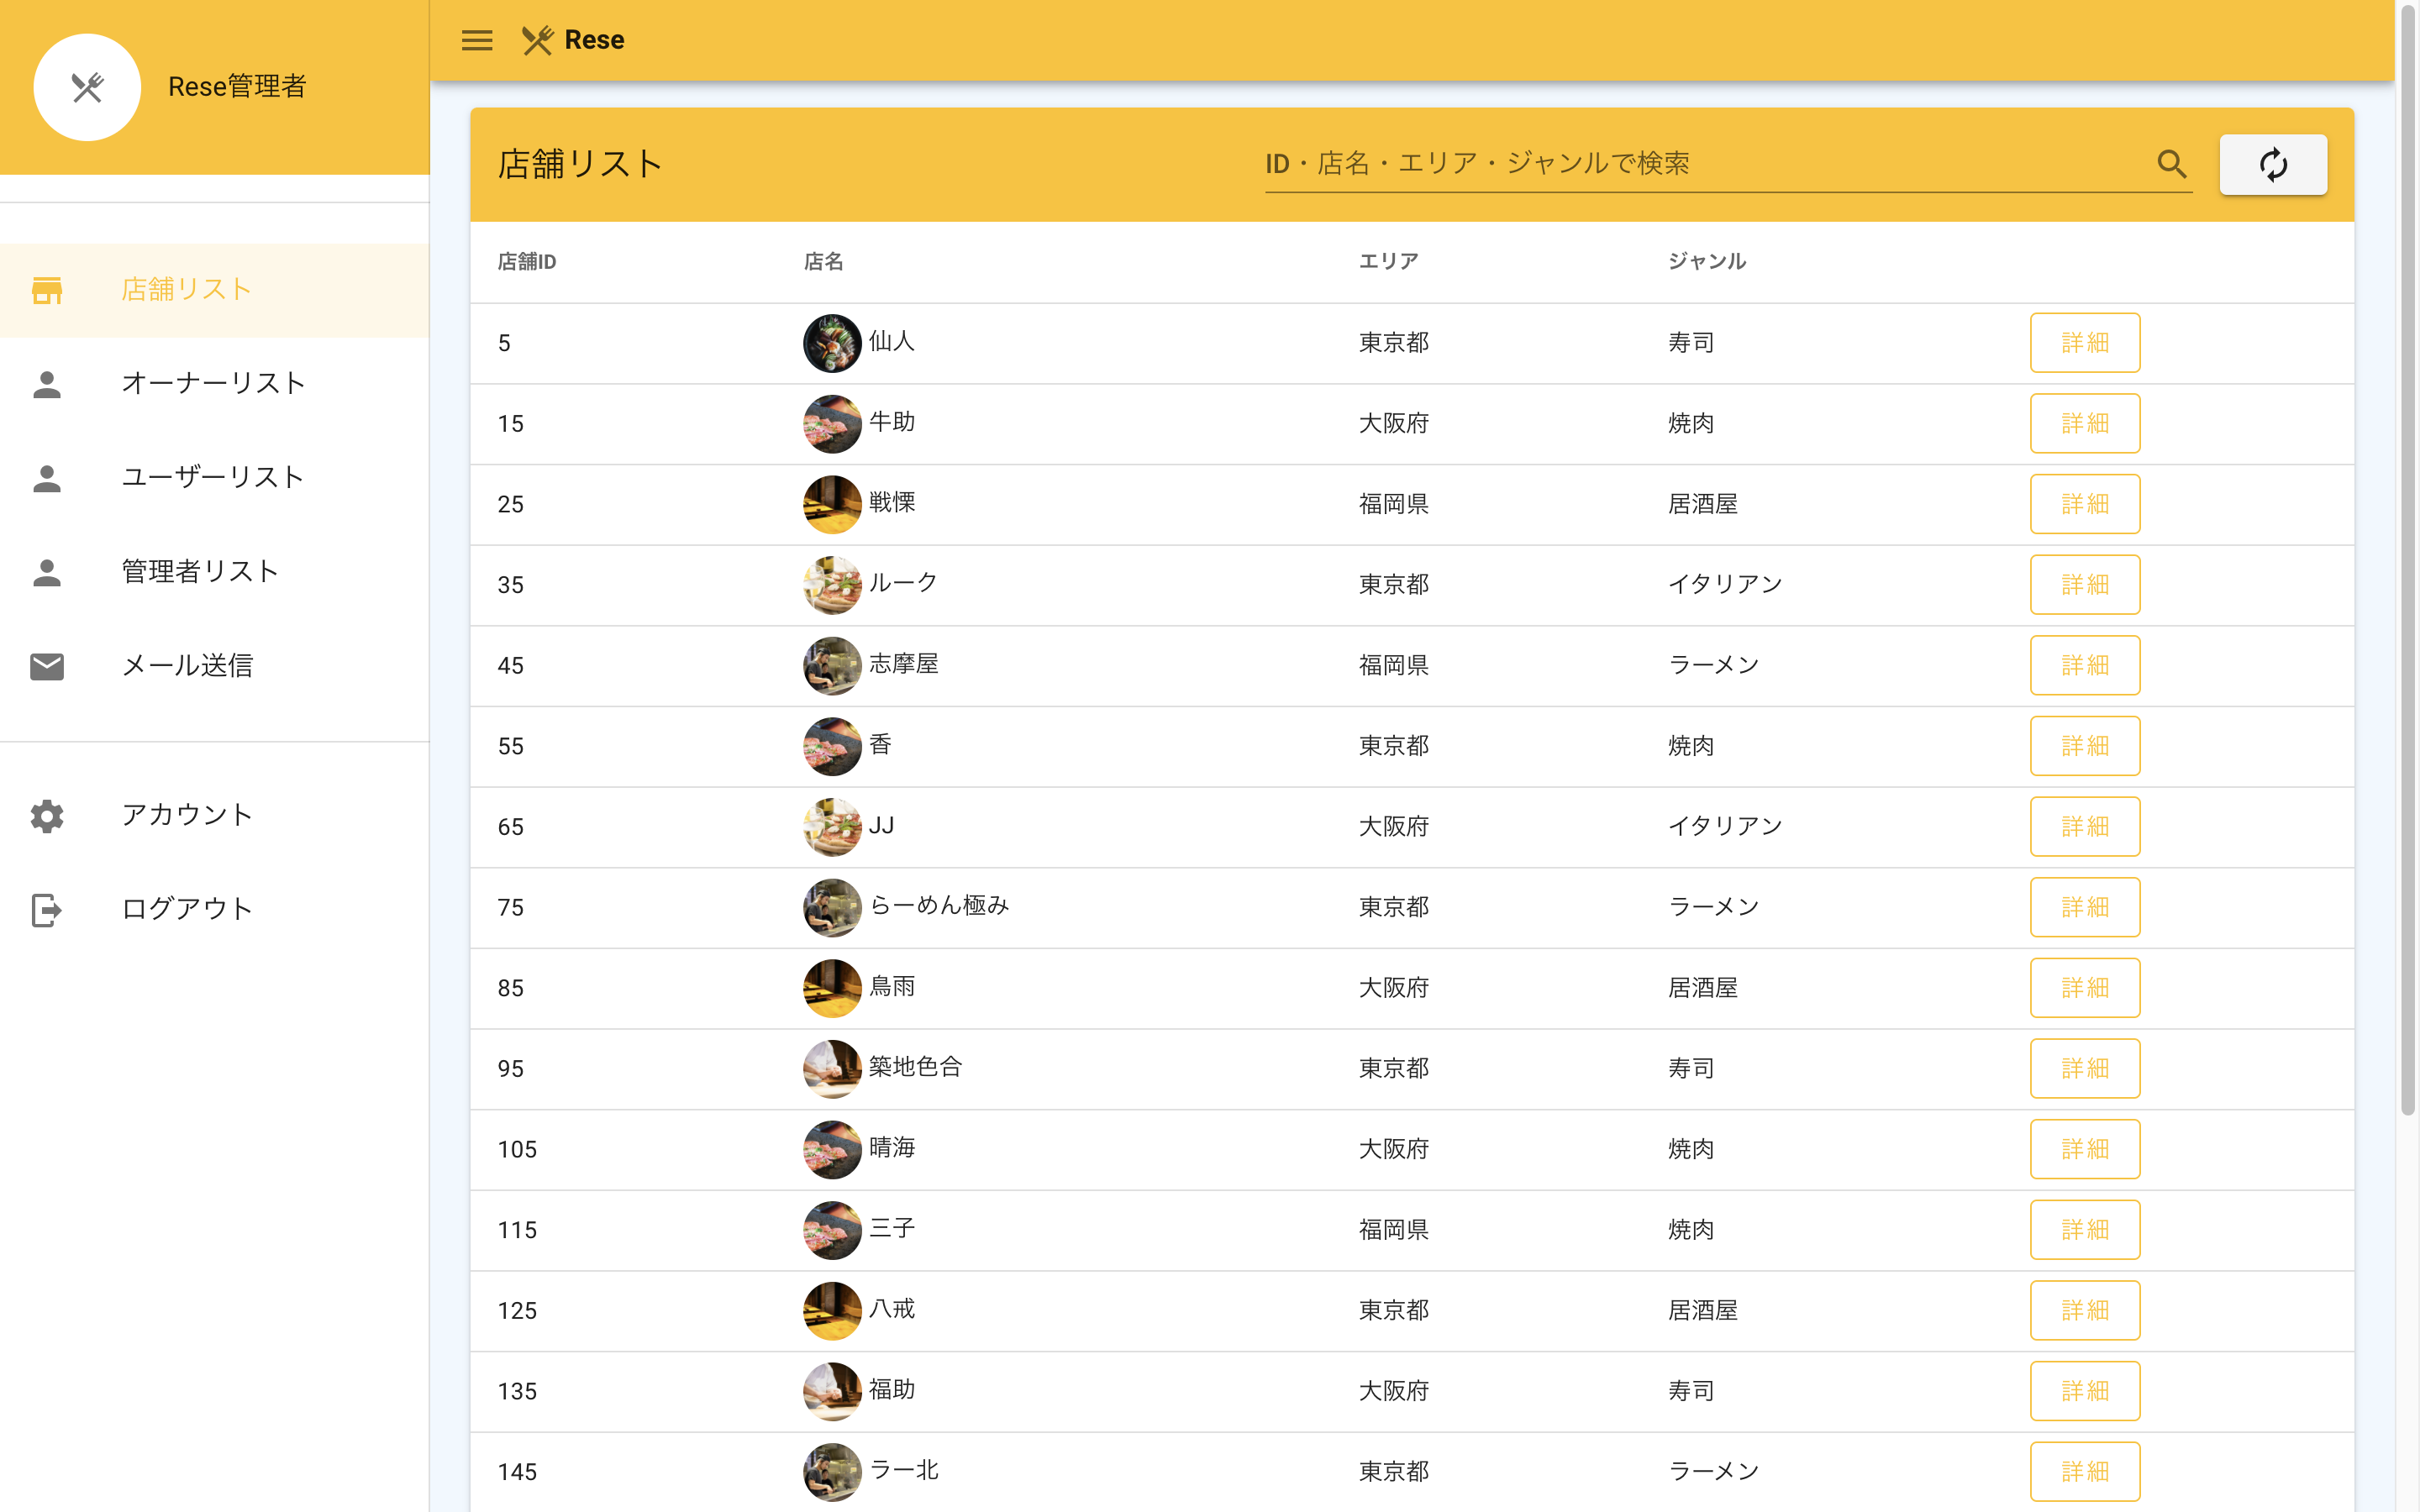 Rese管理者
店舗リスト
オーナーリスト
ユーザーリスト
管理者リスト
メール送信
アカウント
ログアウト
Rese
店舗リスト
ID・店名・エリア・ジャンルで検索
店舗ID 店名 エリア ジャンル
5 仙人 東京都 寿司 詳細
15 牛助 大阪府 焼肉 詳細
25 戦慄 福岡県 居酒屋 詳細
35 ルーク 東京都 イタリアン 詳細
45 志摩屋 福岡県 ラーメン 詳細
55 香 東京都 焼肉 詳細
65 JJ 大阪府 イタリアン 詳細
75 らーめん極み 東京都 ラーメン 詳細
85 鳥雨 大阪府 居酒屋 詳細
95 築地色合 東京都 寿司 詳細
105 晴海 大阪府 焼肉 詳細
115 三子 福岡県 焼肉 詳細
125 八戒 東京都 居酒屋 詳細
135 福助 大阪府 寿司 詳細
145 ラー北 東京都 ラーメン 詳細